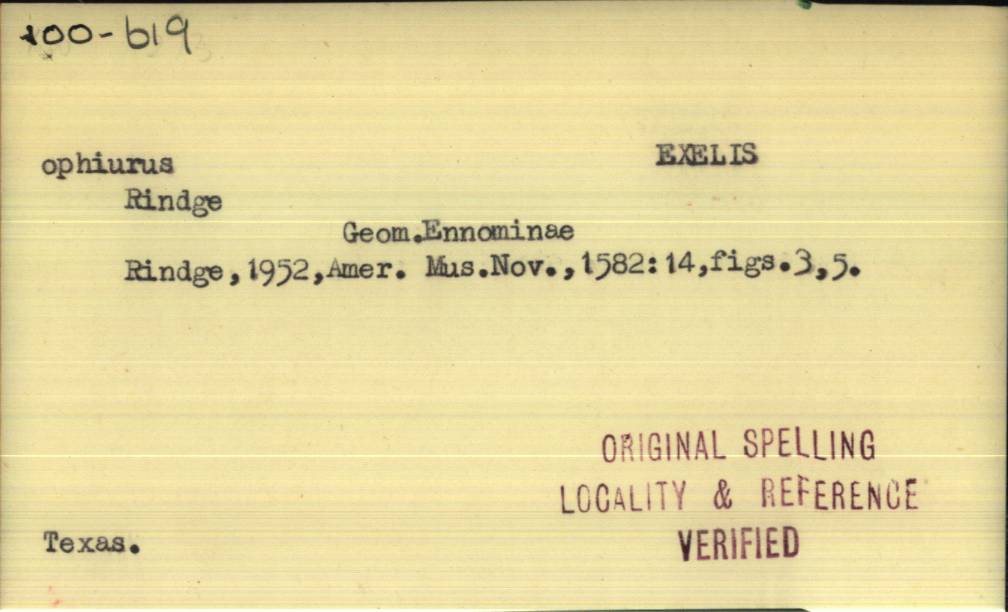 100-619
ophiurus EXELIS
Rindge
Geom.Ennominae
Rindge,1952,Amer. Mus.Nov.,1582:14,figs.3,5.
ORIGINAL SPELLING
LOCALITY & REFERENCE
Texas.
VERIFIED